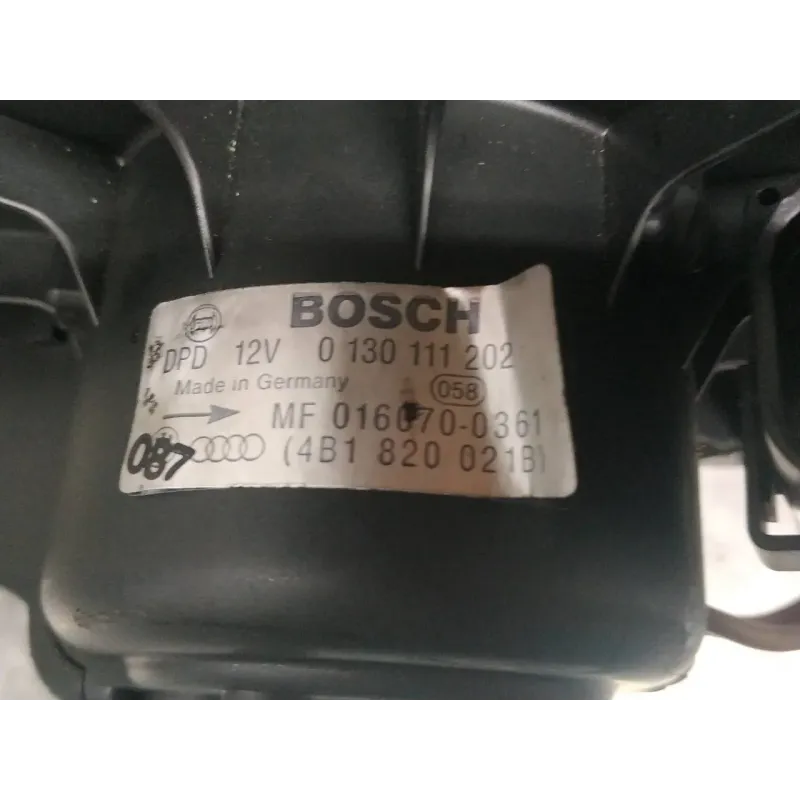 BOSCH
DPD 12V 0 130 111 202
Made in Germany 058
MF 016070-0361
087 (4B1 820 021B)